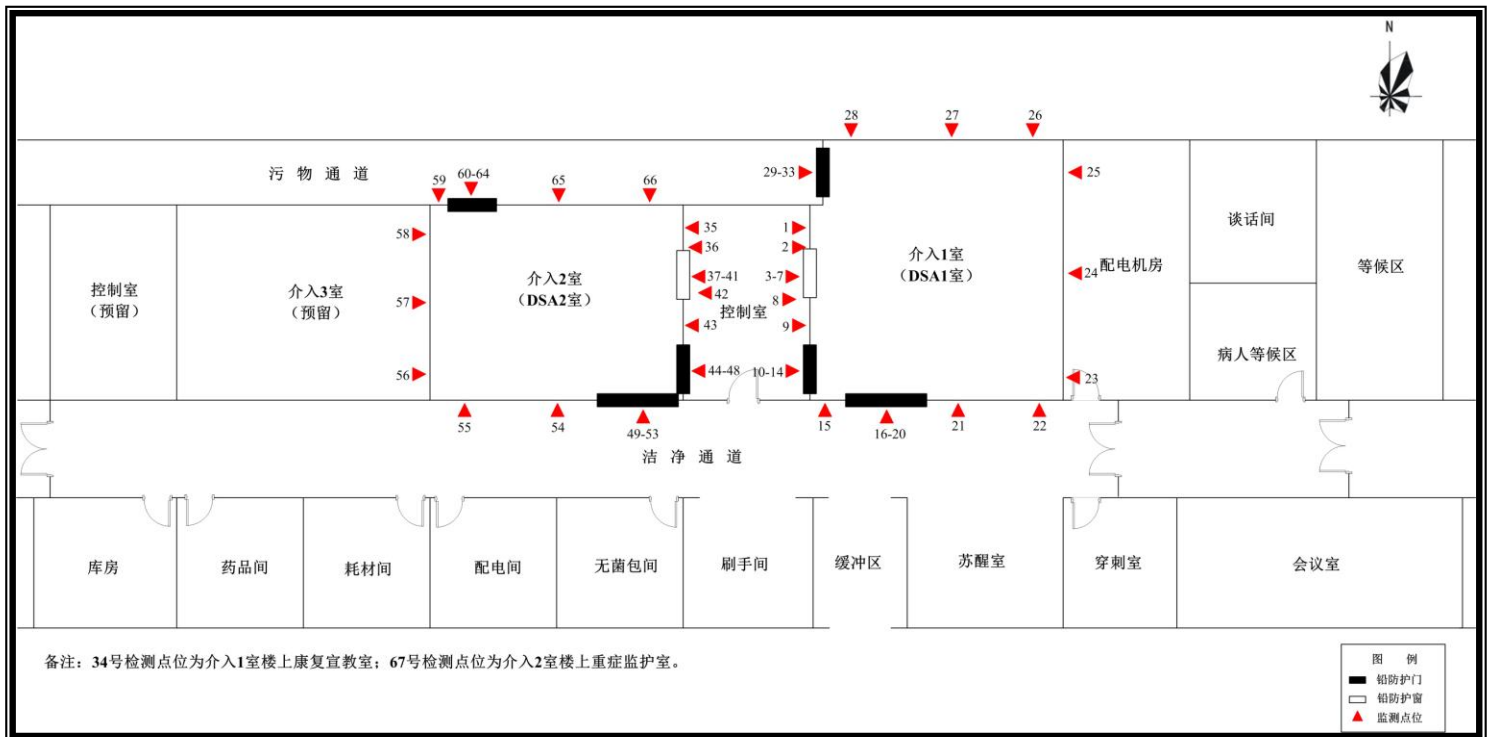 N
28
27
26
污物通道
59
60-64
65
66
29-33
25
58
35
1
谈话间
36
2
介入1室
（DSA1室）
配电机房
等候区
控制室
（预留）
介入3室
（预留）
57
介入2室
（DSA2室）
37-41
3-7
24
42
8
控制室
43
9
病人等候区
56
44-48
10-14
23
55
54
49-53
15
16-20
21
22
洁净通道
库房
药品间
耗材间
配电间
无菌包间
刷手间
缓冲区
苏醒室
穿刺室
会议室
备注：34号检测点位为介入1室楼上康复宣教室；67号检测点位为介入2室楼上重症监护室。
图 例
铅防护门
铅防护窗
监测点位